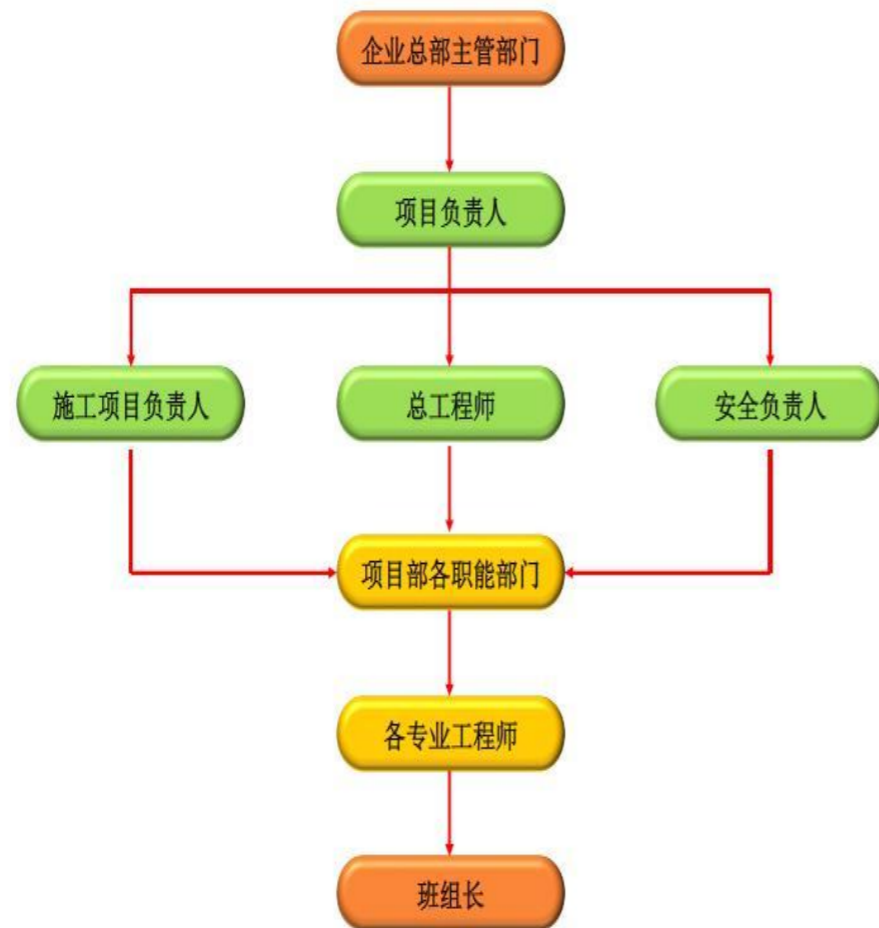 企业总部主管部门
项目负责人
施工项目负责人
总工程师
安全负责人
项目部各职能部门
各专业工程师
班组长